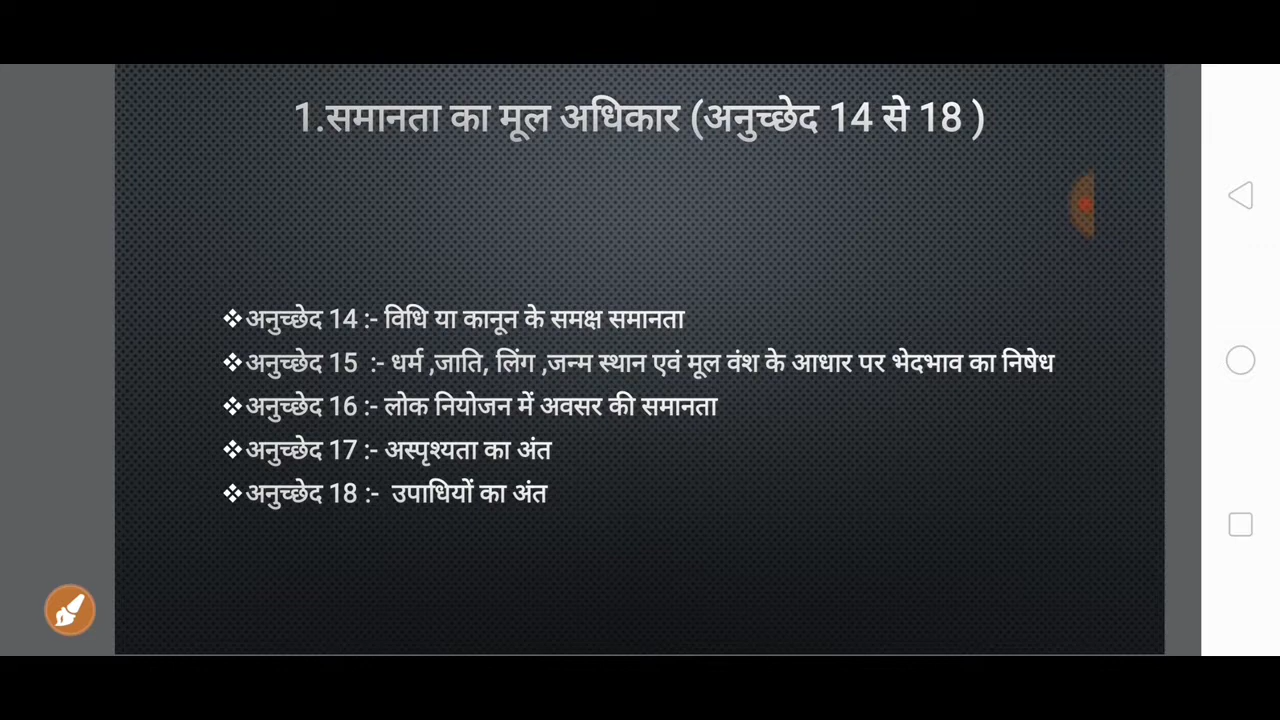 1.समानता का मूल अधिकार (अनुच्छेद 14 से 18 )
❖अनुच्छेद 14 :- विधि या कानून के समक्ष समानता
❖अनुच्छेद 15 :- धर्म ,जाति, लिंग ,जन्म स्थान एवं मूल वंश के आधार पर भेदभाव का निषेध
❖अनुच्छेद 16 :- लोक नियोजन में अवसर की समानता
❖अनुच्छेद 17 :- अस्पृश्यता का अंत
❖अनुच्छेद 18 :- उपाधियों का अंत